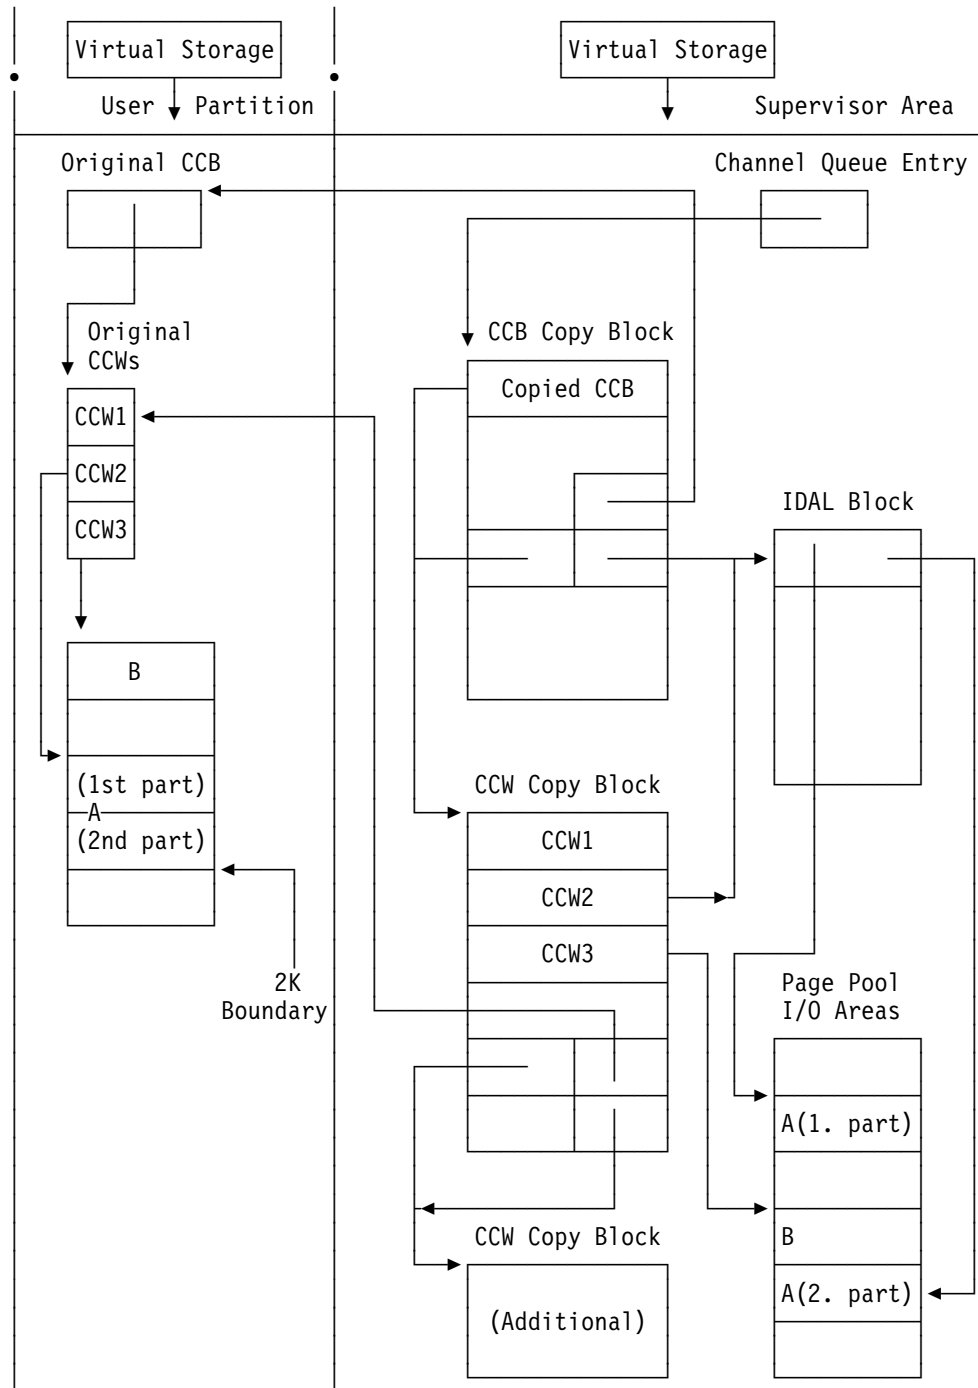 Virtual Storage
Virtual Storage
User Partition
Supervisor Area
Original CCB
Channel Queue Entry
Original
CCWs
CCB Copy Block
CCW1
Copied CCB
CCW2
CCW3
IDAL Block
B
(1st part)
A
(2nd part)
CCW Copy Block
CCW1
CCW2
CCW3
2K
Boundary
Page Pool
I/O Areas
A(1. part)
B
A(2. part)
CCW Copy Block
(Additional)